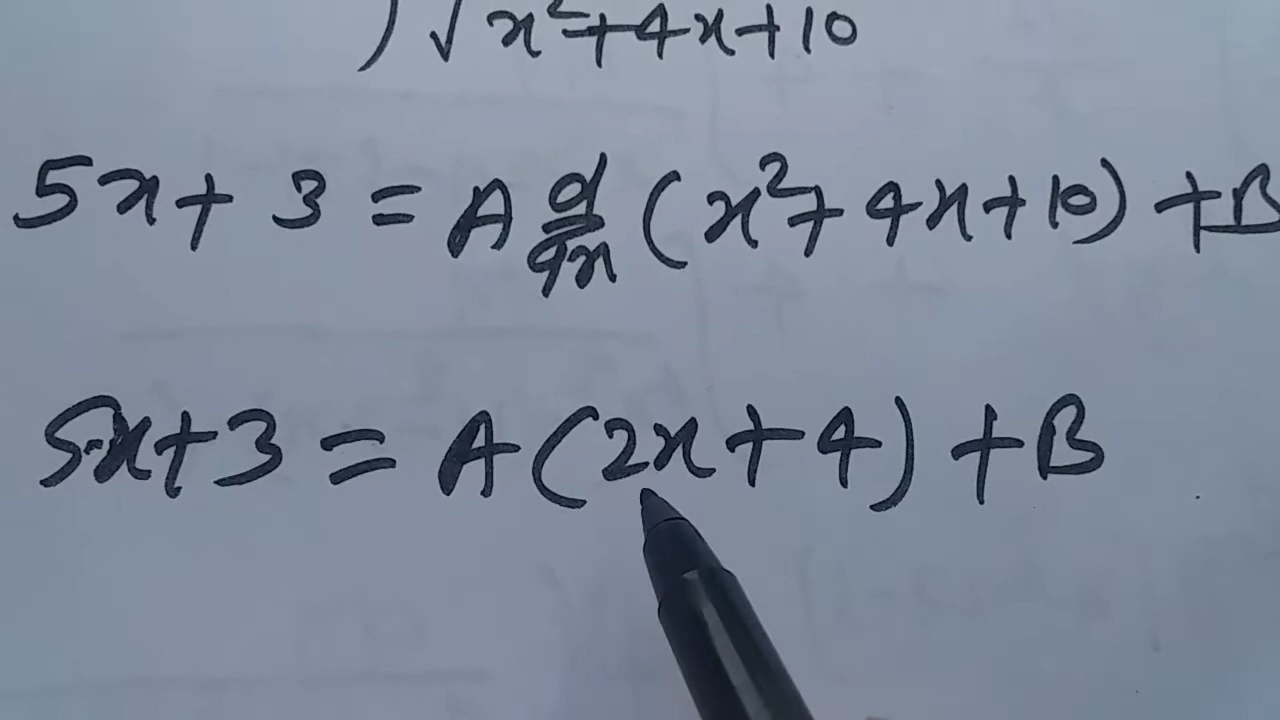 ∫ √x²+4x+10
5x+3 = A d/dx (x²+4x+10) + B
5x+3 = A(2x+4) + B